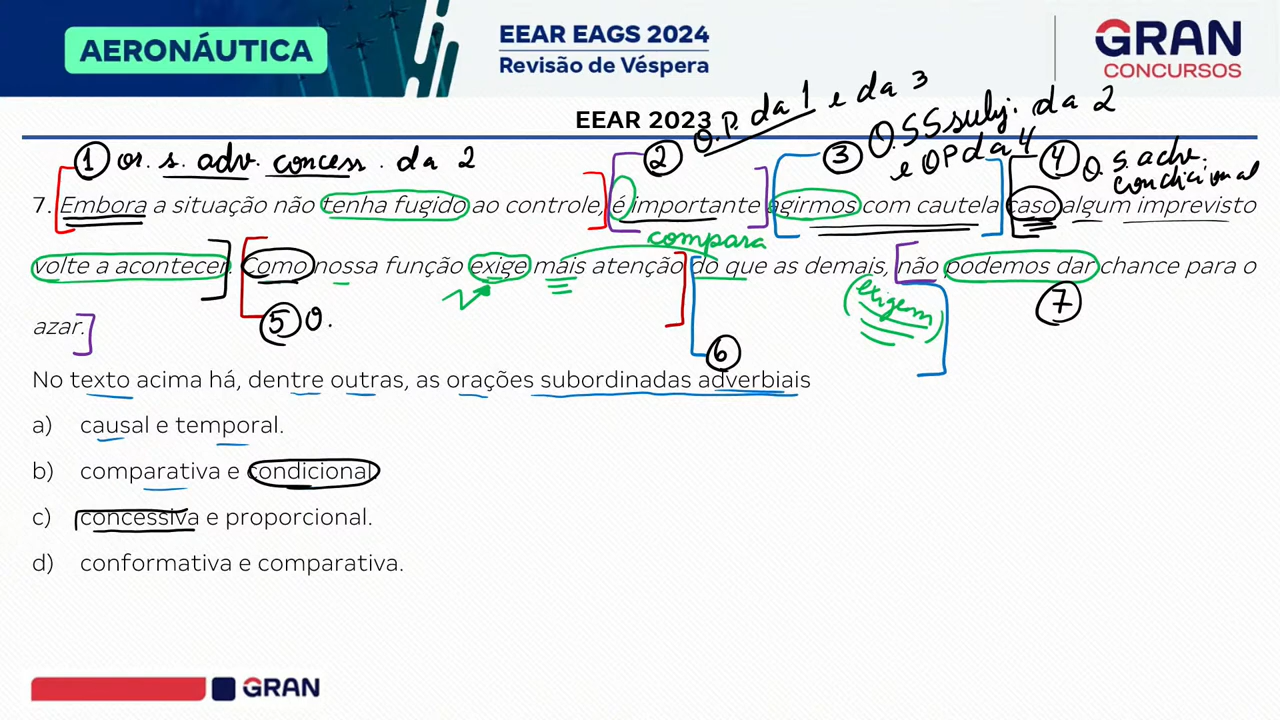 AERONÁUTICA
EEAR EAGS 2024
Revisão de Véspera
GRAN
CONCURSOS
EEAR 2023
O.P. da 1 e da 3
O.S.S subj. da 2
e OP da 4
1 or. s. adv. concess. da 2
2
3
4 O. s. adv.
condicional
7. Embora a situação não tenha fugido ao controle, é importante agirmos com cautela caso algum imprevisto
compara
volte a acontecer. Como nossa função exige mais atenção do que as demais, não podemos dar chance para o
exigem
7
azar.
5 O.
6
No texto acima há, dentre outras, as orações subordinadas adverbiais
a) causal e temporal.
b) comparativa e condicional.
c) concessiva e proporcional.
d) conformativa e comparativa.
GRAN